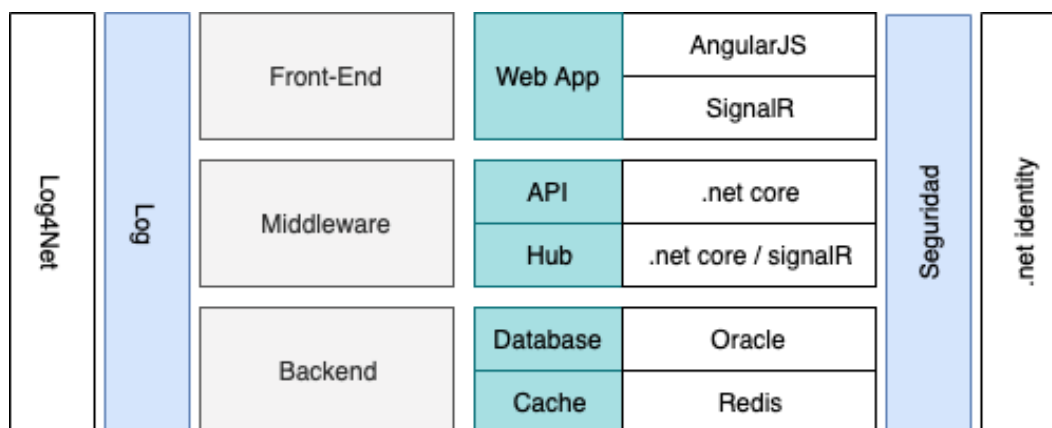 Log4Net
Log
Front-End
Web App
AngularJS
SignalR
Middleware
API
.net core
Hub
.net core / signalR
Backend
Database
Oracle
Cache
Redis
Seguridad
.net identity